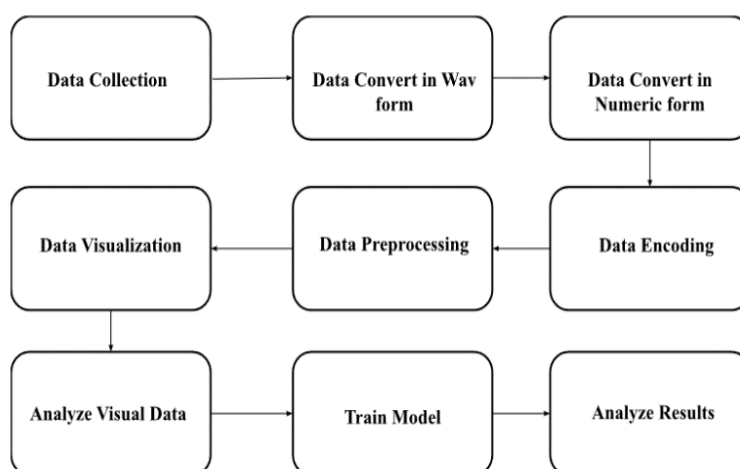 Data Collection
Data Convert in Wav
form
Data Convert in
Numeric form
Data Encoding
Data Preprocessing
Data Visualization
Analyze Visual Data
Train Model
Analyze Results